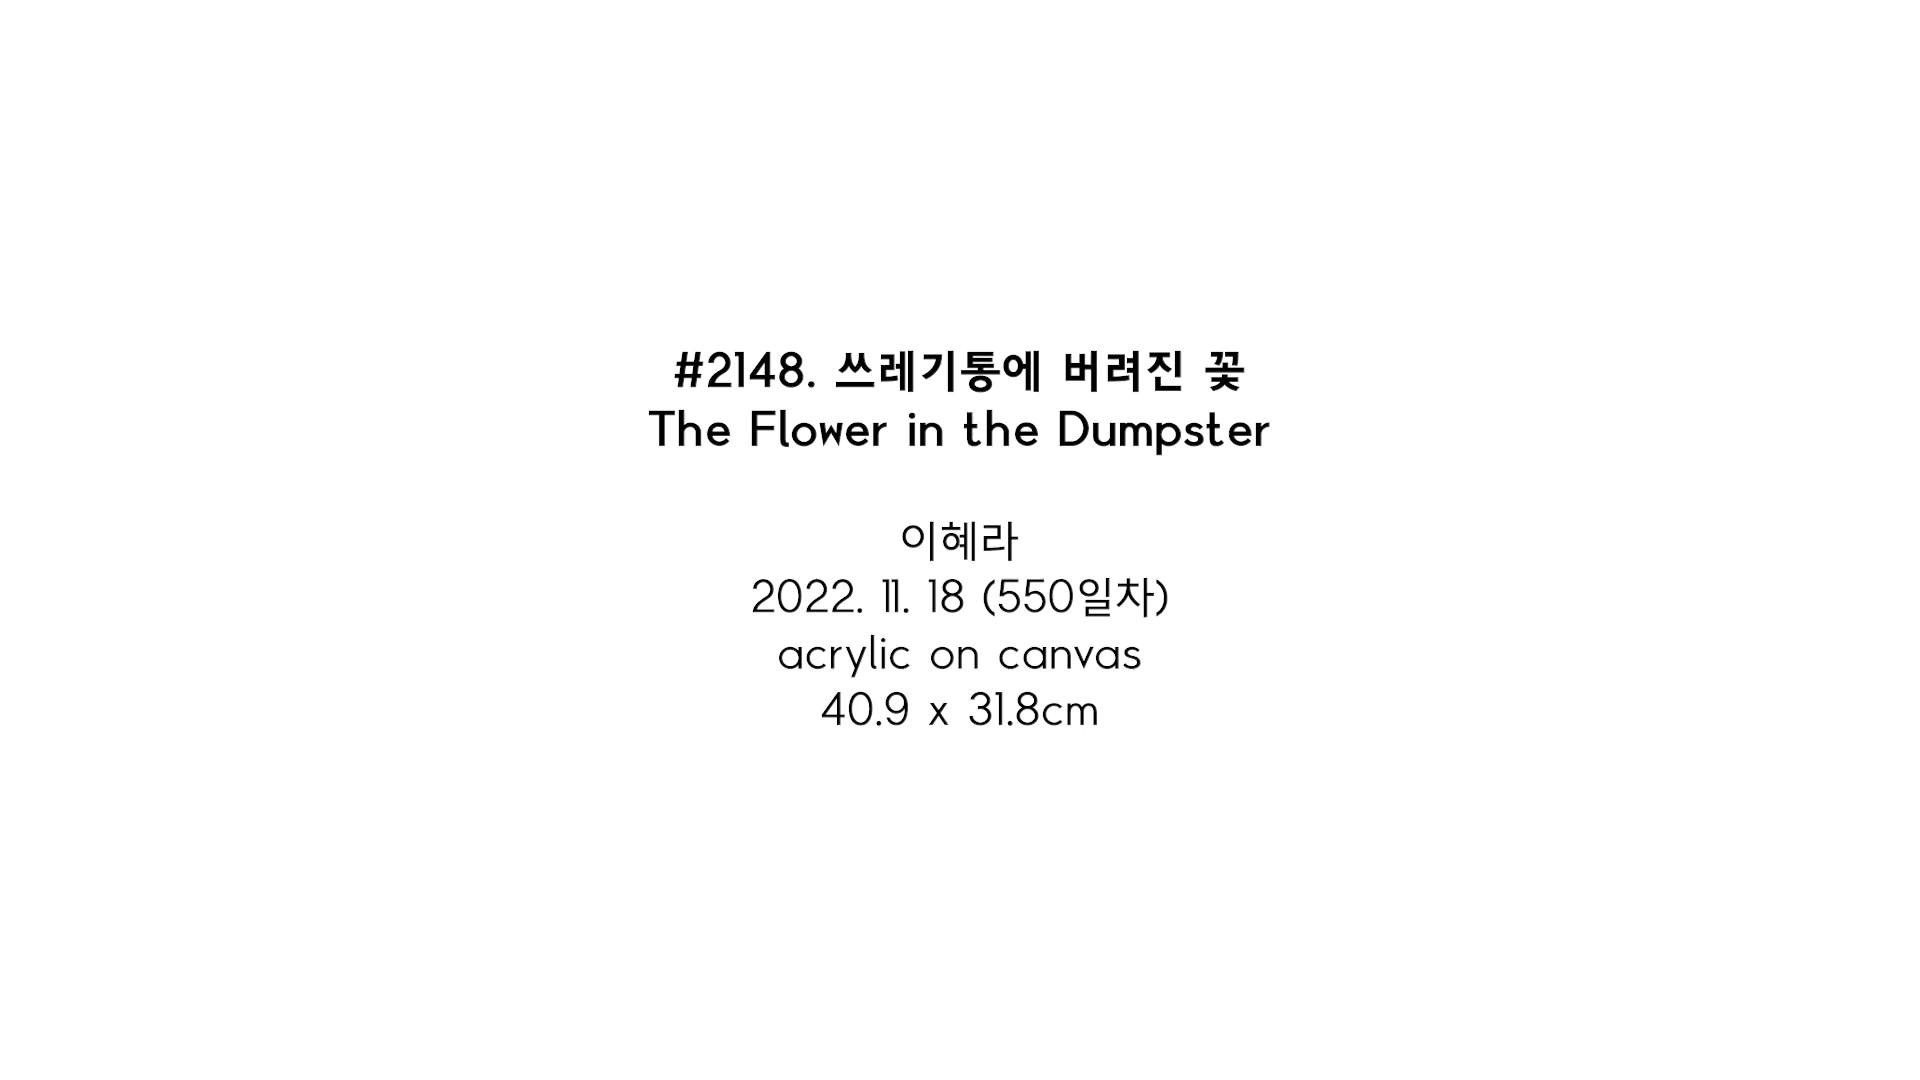 #2148. 쓰레기통에 버려진 꽃
The Flower in the Dumpster
이혜라
2022. 11. 18 (550일차)
acrylic on canvas
40.9 x 31.8cm